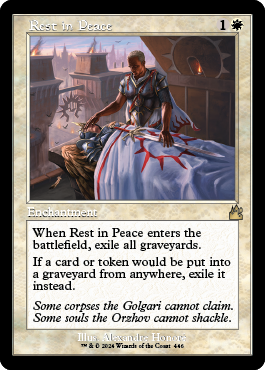 Rest in Peace 1
Enchantment
When Rest in Peace enters the
battlefield, exile all graveyards.
If a card or token would be put into
a graveyard from anywhere, exile it
instead.
Some corpses the Golgari cannot claim.
Some souls the Orzhov cannot shackle.
Illus. Alexander Honoré
™ & © 2024 Wizards of the Coast 446